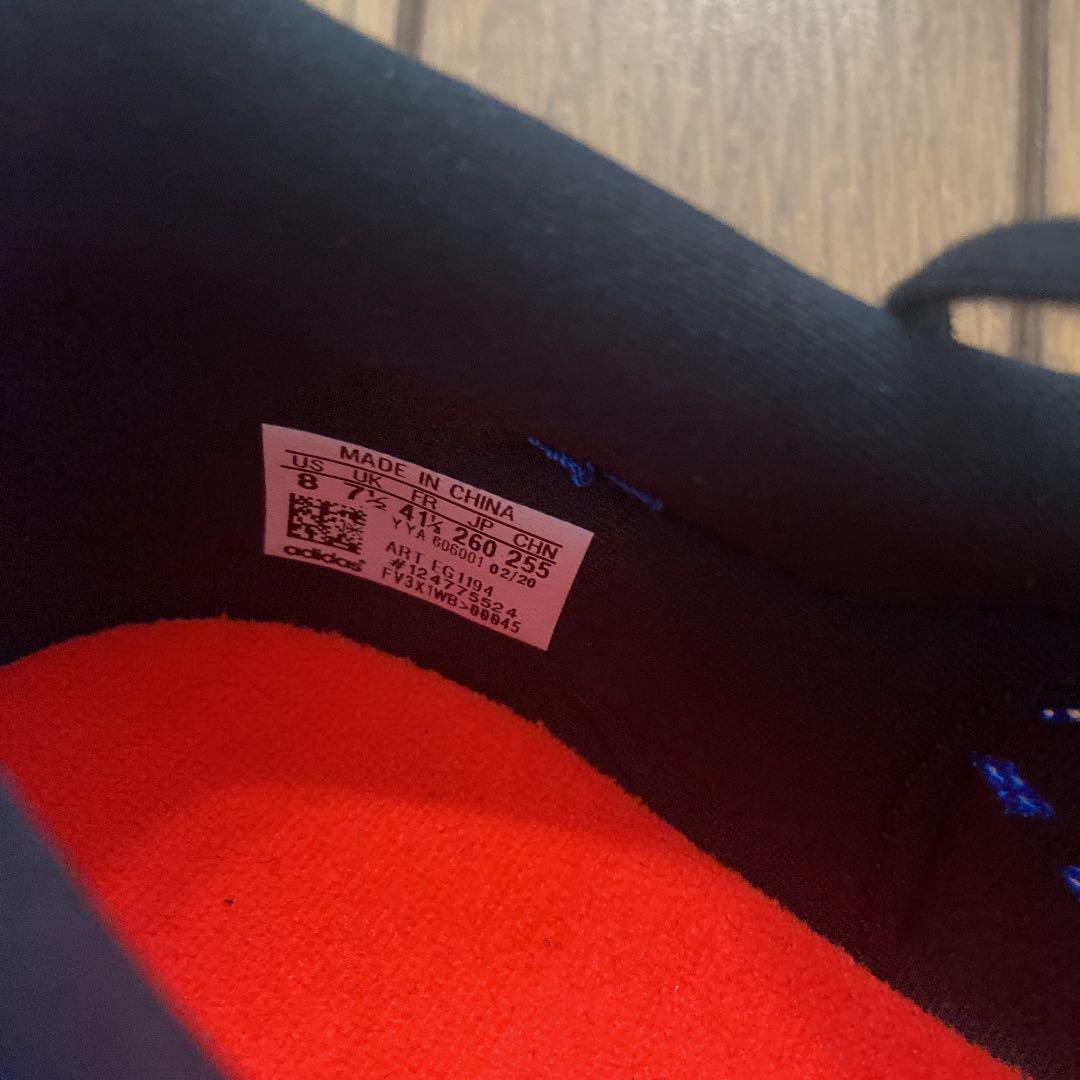 MADE IN CHINA
US UK FR JP CHN
8 7½ 41⅓ 260 255
YYA 606001 02/20
ART EG1194
#124775524
FV3X1WB>00045
adidas